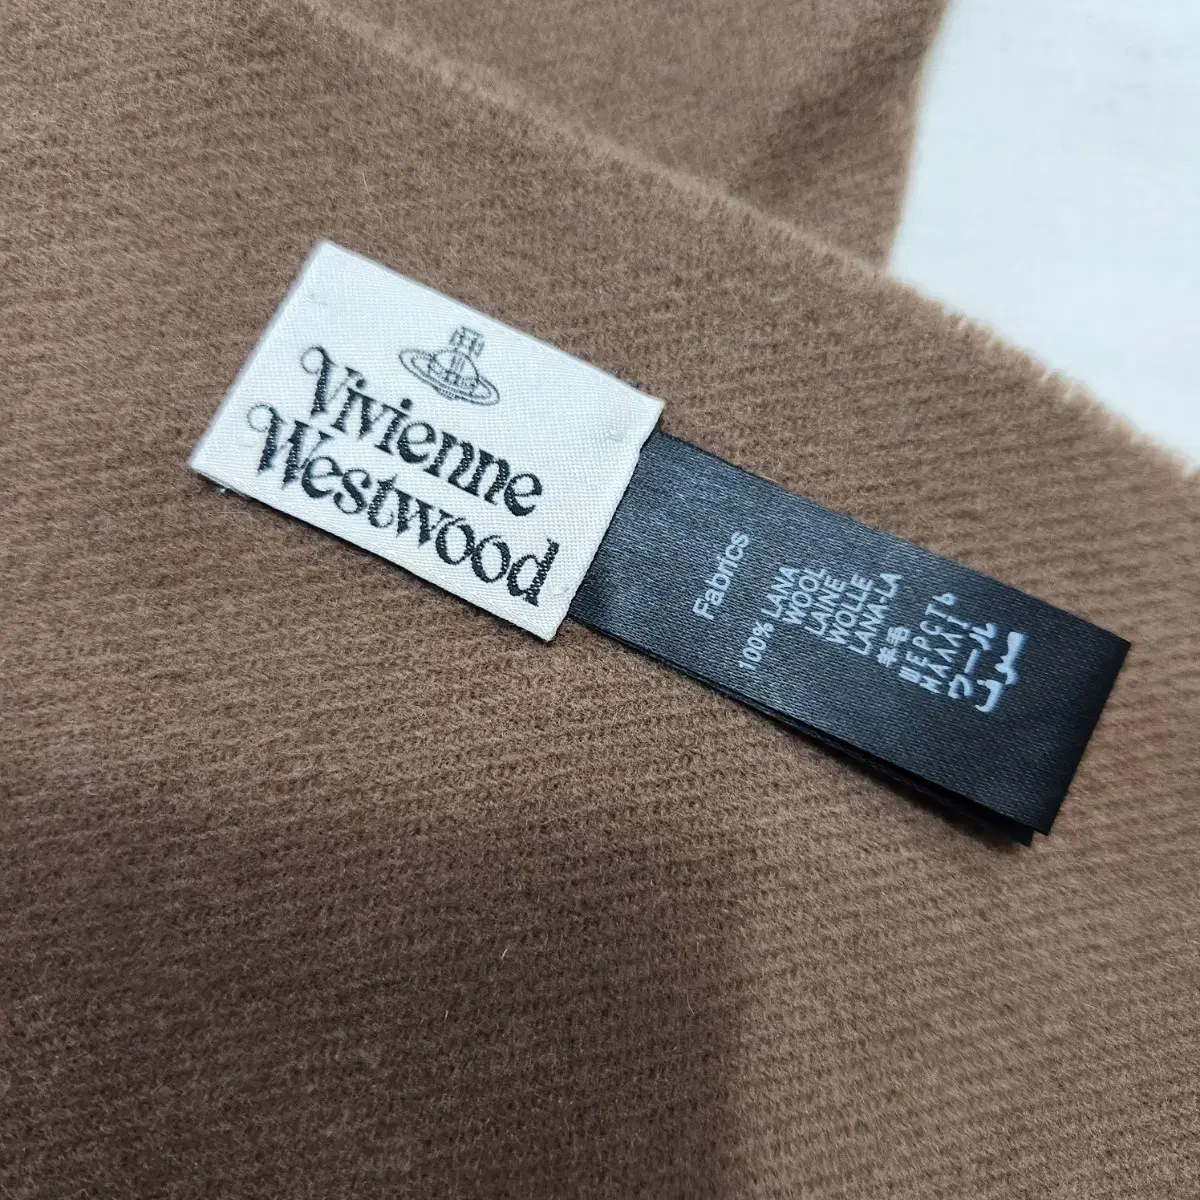 Vivienne
Westwood
Fabrics
100% LANA
WOOL
LAINE
WOLLE
LANA-LA
羊毛
ШЕРСТЬ
ΜΑΛΛΙ
ウール